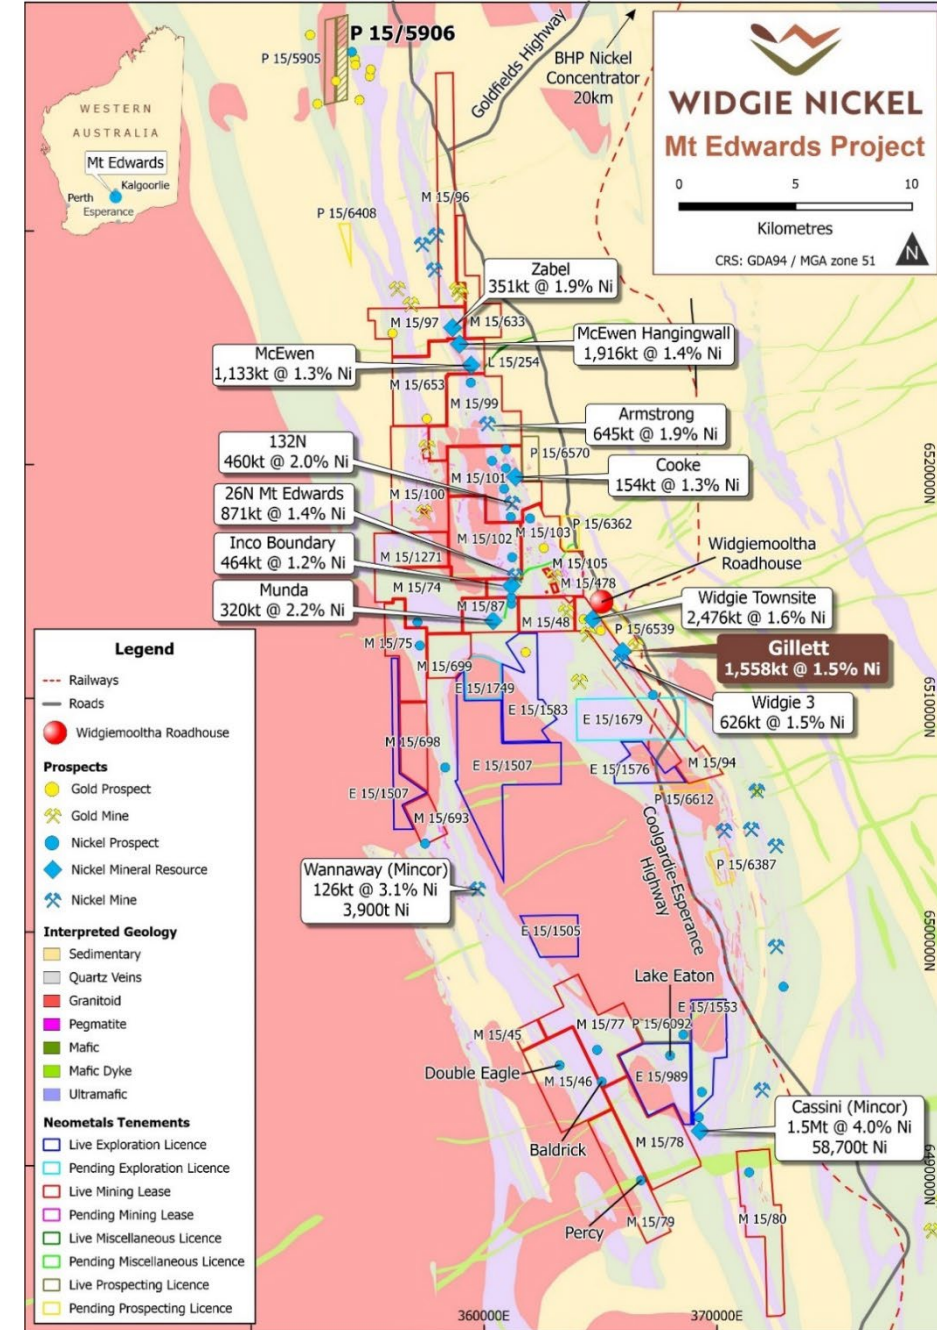 P 15/5906
P 15/5905
Goldfields Highway
BHP Nickel
Concentrator
20km
WIDGIE NICKEL
Mt Edwards Project
0
5
10
Kilometres
CRS: GDA94 / MGA zone 51
N
WESTERN
AUSTRALIA
Mt Edwards
Kalgoorlie
Perth
Esperance
M 15/96
P 15/6408
Zabel
351kt @ 1.9% Ni
M 15/97
M 15/633
McEwen Hangingwall
1,916kt @ 1.4% Ni
McEwen
1,133kt @ 1.3% Ni
L 15/254
M 15/653
M 15/99
Armstrong
645kt @ 1.9% Ni
132N
460kt @ 2.0% Ni
P 15/6570
Cooke
154kt @ 1.3% Ni
6520000N
M 15/101
M 15/100
26N Mt Edwards
871kt @ 1.4% Ni
P 15/6362
M 15/103
M 15/102
Inco Boundary
464kt @ 1.2% Ni
M 15/1271
M 15/105
Widgiemooltha
Roadhouse
M 15/74
M 15/478
Munda
320kt @ 2.2% Ni
M 15/87
M 15/48
Widgie Townsite
2,476kt @ 1.6% Ni
P 15/6539
M 15/75
Gillett
1,558kt @ 1.5% Ni
M 15/699
E 15/1749
E 15/1583
E 15/1679
Widgie 3
626kt @ 1.5% Ni
6510000N
M 15/698
E 15/1507
E 15/1576
M 15/94
E 15/1507
P 15/6612
M 15/693
Coolgardie-Esperance
Highway
P 15/6387
Wannaway (Mincor)
126kt @ 3.1% Ni
3,900t Ni
E 15/1505
6500000N
Lake Eaton
E 15/1553
M 15/45
M 15/77
P 15/6092
Double Eagle
M 15/46
E 15/989
Cassini (Mincor)
1.5Mt @ 4.0% Ni
58,700t Ni
Baldrick
M 15/78
6490000N
Percy
M 15/79
M 15/80
360000E
370000E
Legend
Railways
Roads
Widgiemooltha Roadhouse
Prospects
Gold Prospect
Gold Mine
Nickel Prospect
Nickel Mineral Resource
Nickel Mine
Interpreted Geology
Sedimentary
Quartz Veins
Granitoid
Pegmatite
Mafic
Mafic Dyke
Ultramafic
Neometals Tenements
Live Exploration Licence
Pending Exploration Licence
Live Mining Lease
Pending Mining Lease
Live Miscellaneous Licence
Pending Miscellaneous Licence
Live Prospecting Licence
Pending Prospecting Licence